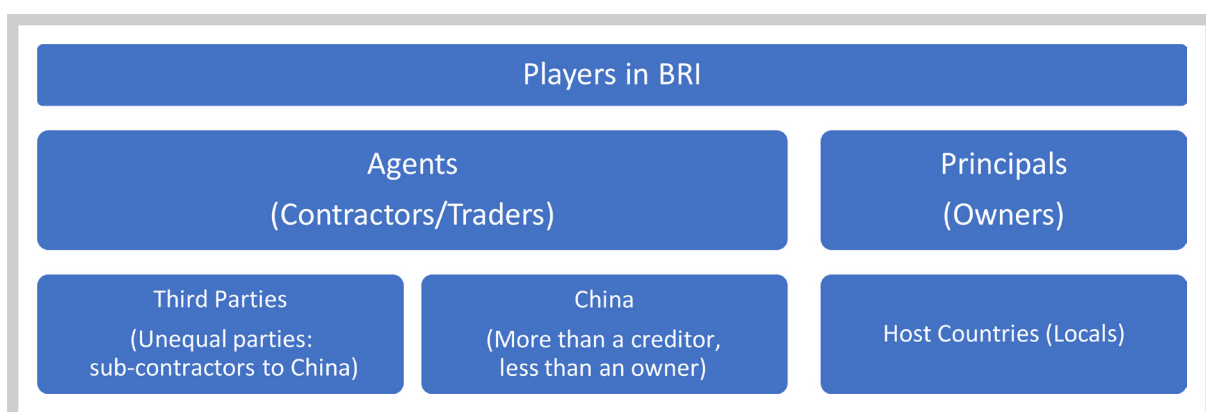 Players in BRI
Agents
(Contractors/Traders)
Principals
(Owners)
Third Parties
(Unequal parties:
sub-contractors to China)
China
(More than a creditor,
less than an owner)
Host Countries (Locals)